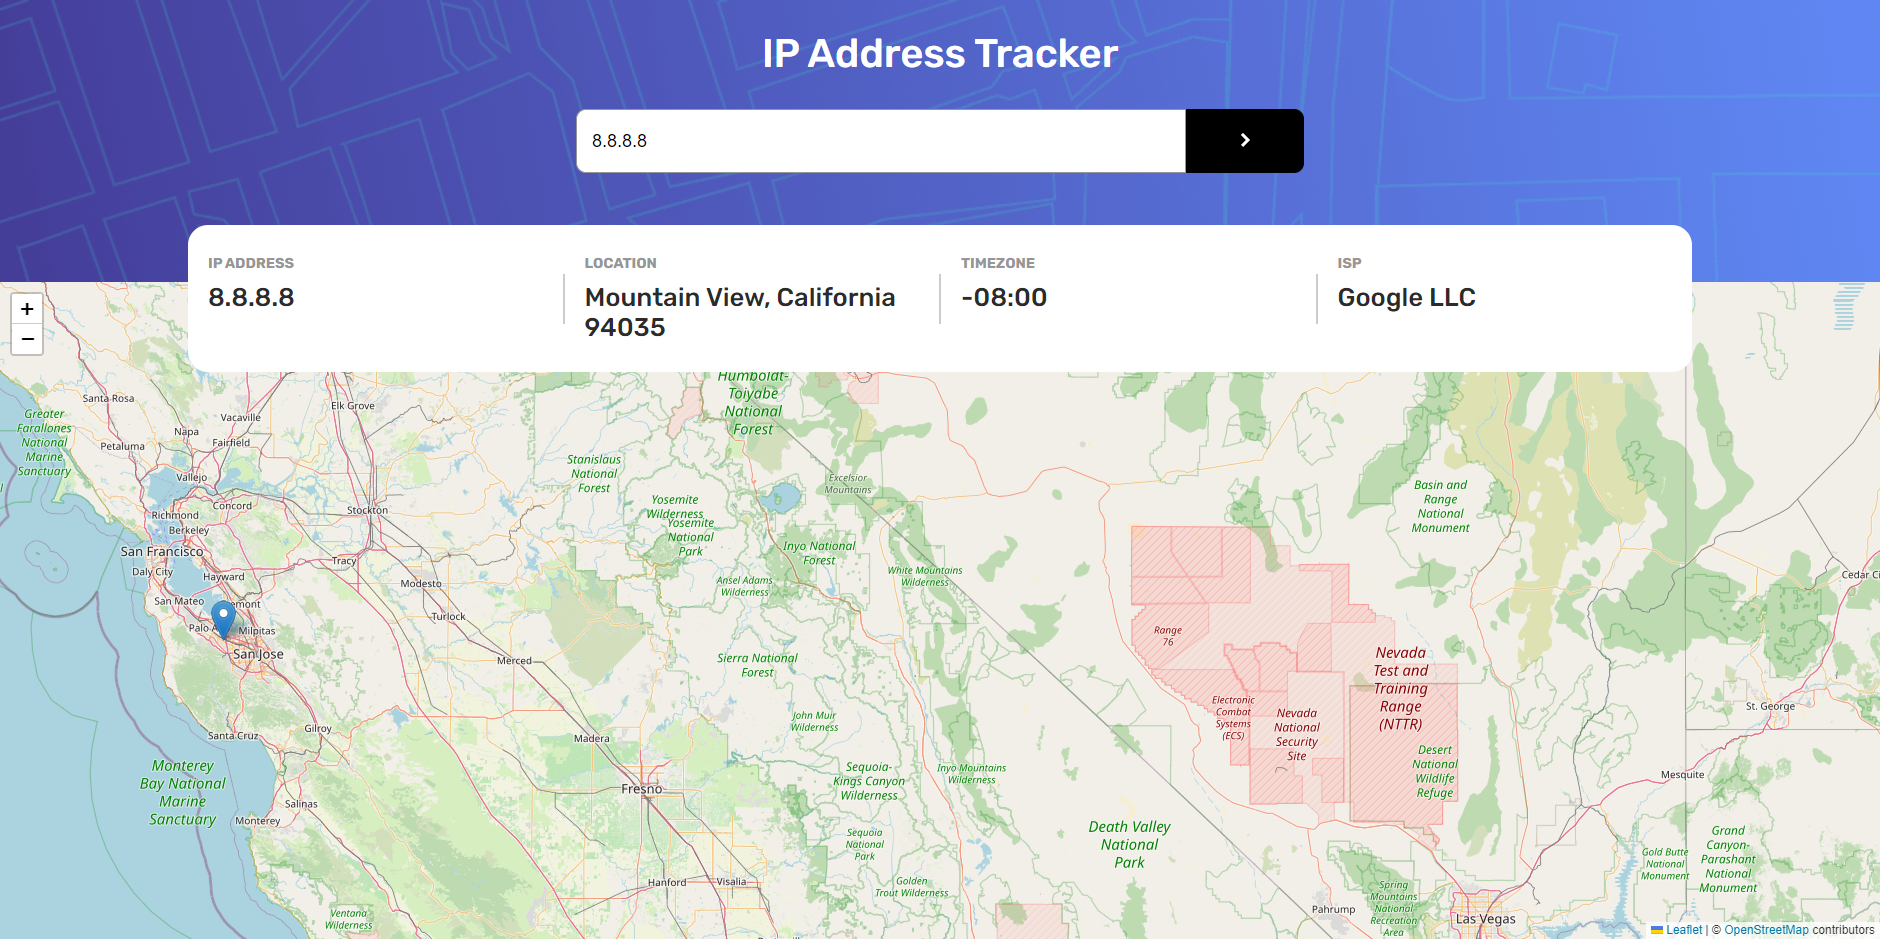 IP Address Tracker
8.8.8.8
IP ADDRESS
8.8.8.8
LOCATION
Mountain View, California
94035
TIMEZONE
-08:00
ISP
Google LLC
+
−
Humboldt-
Toiyabe
National
Forest
Santa Rosa
Elk Grove
Greater
Farallones
National
Marine
Sanctuary
Vacaville
Napa
Fairfield
Petaluma
Vallejo
Stanislaus
National
Forest
Excelsior
Mountains
Basin and
Range
National
Monument
Richmond
Concord
Stockton
Yosemite
Wilderness
Yosemite
National
Park
Berkeley
San Francisco
Inyo National
Forest
Daly City
Hayward
Tracy
Modesto
Ansel Adams
Wilderness
White Mountains
Wilderness
San Mateo
emont
Turlock
Palo A
Milpitas
Range
76
San Jose
Merced
Sierra National
Forest
Nevada
Test and
Training
Range
(NTTR)
Electronic
Combat
Systems
(ECS)
Nevada
National
Security
Site
St. George
Santa Cruz
Gilroy
John Muir
Wilderness
Madera
Desert
National
Wildlife
Refuge
Monterey
Bay National
Marine
Sanctuary
Sequoia-
Kings Canyon
Wilderness
Inyo Mountains
Wilderness
Mesquite
Fresno
Salinas
Monterey
Sequoia
National
Park
Death Valley
National
Park
Grand
Canyon-
Parashant
National
Monument
Gold Butte
National
Monument
Hanford
Visalia
Golden
Trout Wilderness
Spring
Mountains
National
Recreation
Area
Ventana
Wilderness
Pahrump
Las Vegas
Cedar Ci
Leaflet | © OpenStreetMap contributors